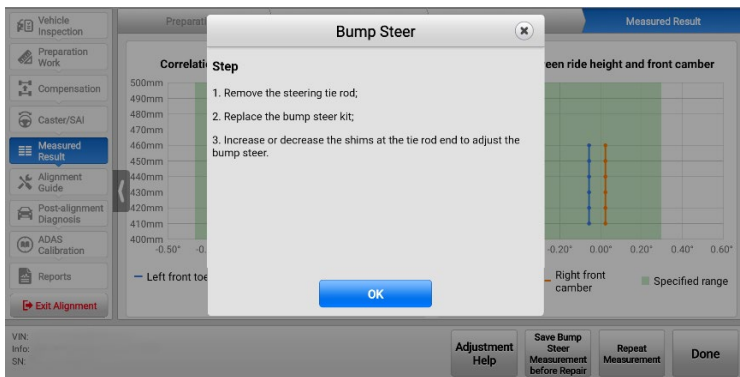 Vehicle
Inspection
Preparation
Work
Compensation
Caster/SAI
Measured
Result
Alignment
Guide
Post-alignment
Diagnosis
ADAS
Calibration
Reports
Exit Alignment
Measured Result
Bump Steer
Step
1. Remove the steering tie rod;
2. Replace the bump steer kit;
3. Increase or decrease the shims at the tie rod end to adjust the
bump steer.
OK
ride height and front camber
500mm
490mm
480mm
470mm
460mm
450mm
440mm
430mm
420mm
410mm
400mm
-0.50°
-0.20°
0.00°
0.20°
0.40°
0.60°
Left front toe
Right front
camber
Specified range
VIN:
Info:
SN:
Adjustment
Help
Save Bump
Steer
Measurement
before Repair
Repeat
Measurement
Done